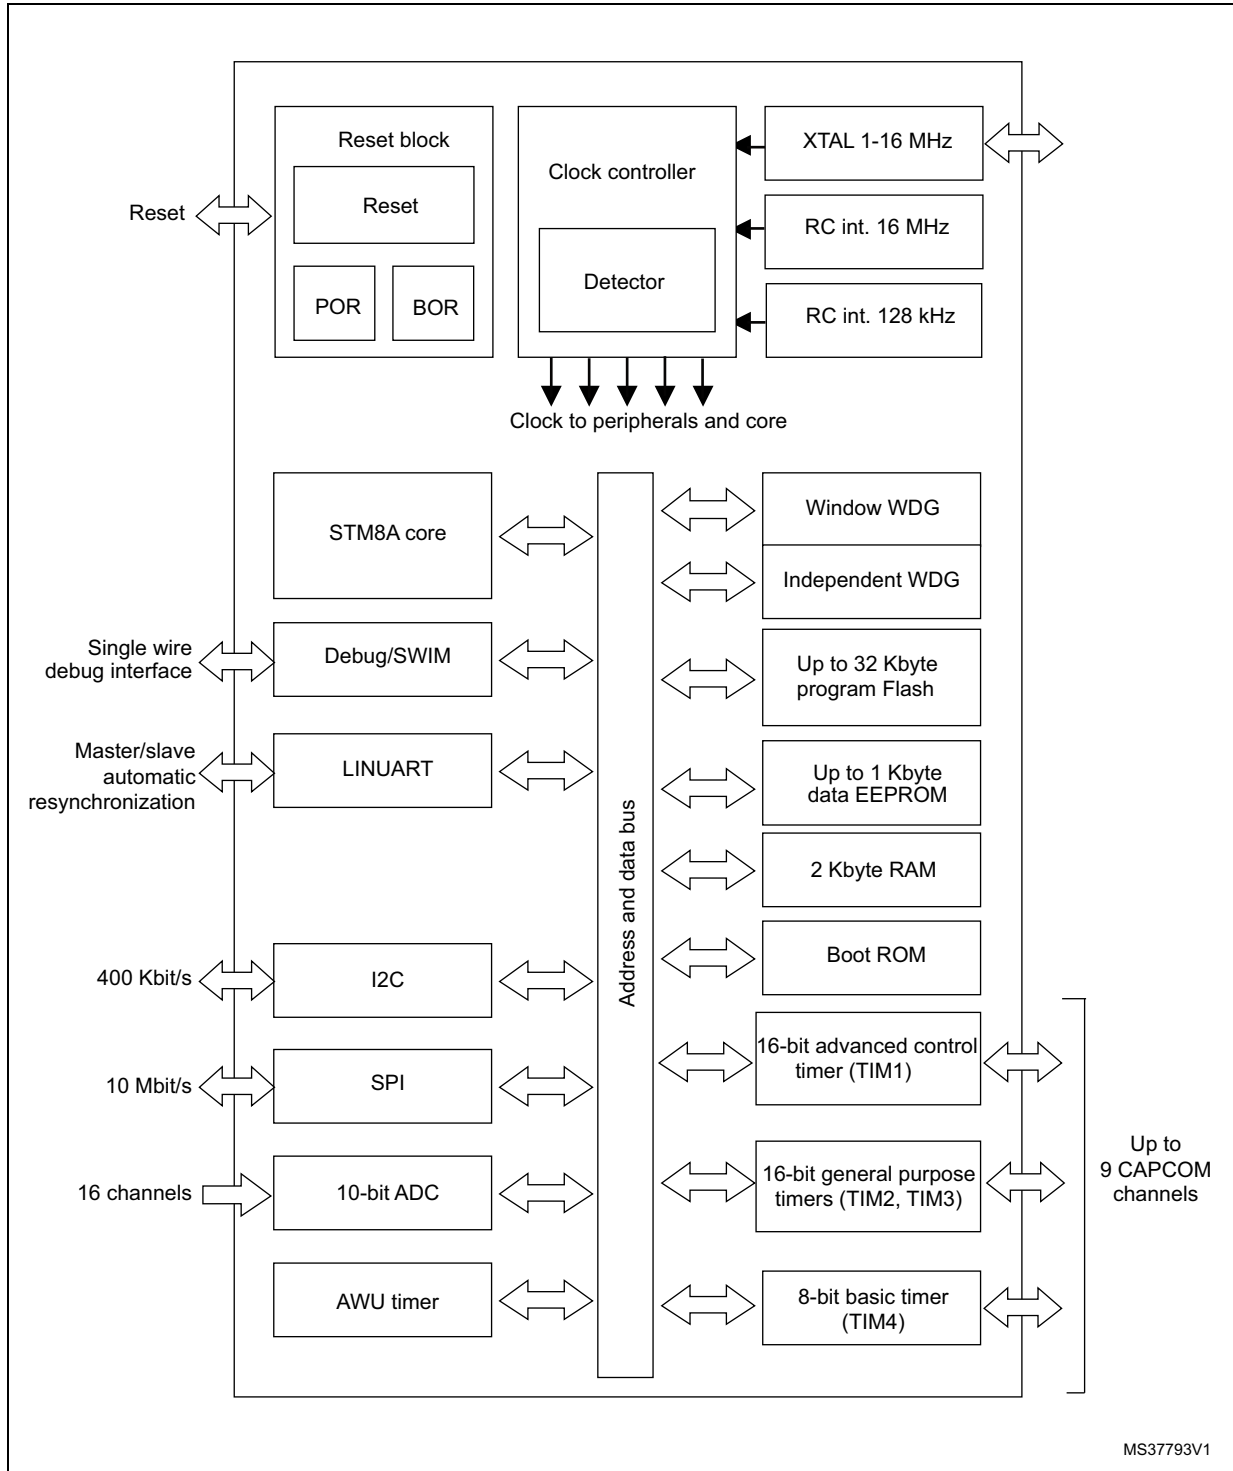 Reset block
Reset
POR
BOR
Reset
Clock controller
Detector
XTAL 1-16 MHz
RC int. 16 MHz
RC int. 128 kHz
Clock to peripherals and core
STM8A core
Single wire
debug interface
Debug/SWIM
Master/slave
automatic
resynchronization
LINUART
400 Kbit/s
I2C
10 Mbit/s
SPI
16 channels
10-bit ADC
AWU timer
Address and data bus
Window WDG
Independent WDG
Up to 32 Kbyte
program Flash
Up to 1 Kbyte
data EEPROM
2 Kbyte RAM
Boot ROM
16-bit advanced control
timer (TIM1)
16-bit general purpose
timers (TIM2, TIM3)
8-bit basic timer
(TIM4)
Up to
9 CAPCOM
channels
MS37793V1